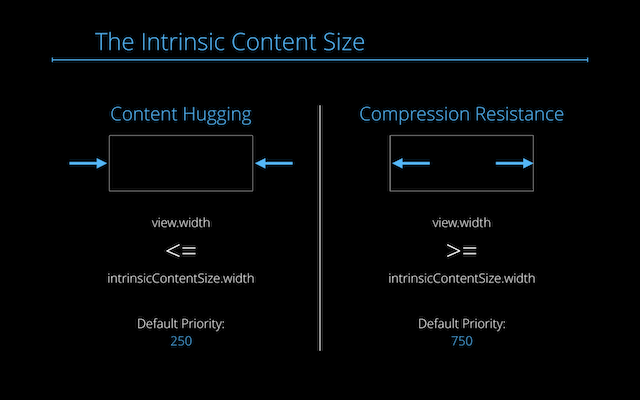 The Intrinsic Content Size
Content Hugging
view.width
<=
intrinsicContentSize.width
Default Priority:
250
Compression Resistance
view.width
>=
intrinsicContentSize.width
Default Priority:
750